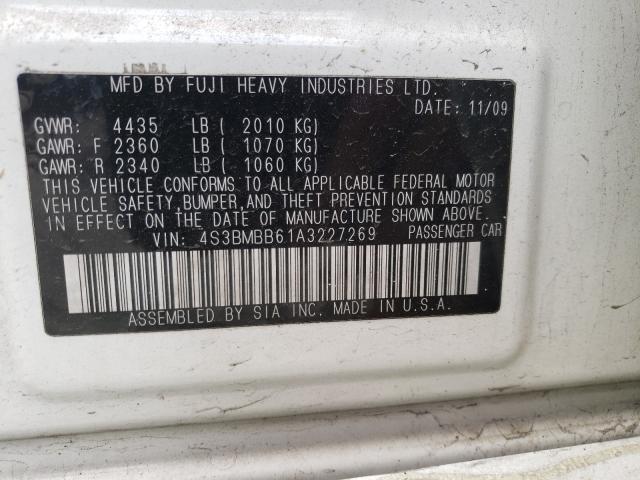 MFD BY FUJI HEAVY INDUSTRIES LTD.
DATE: 11/09
GVWR: 4435 LB ( 2010 KG)
GAWR: F 2360 LB ( 1070 KG)
GAWR: R 2340 LB ( 1060 KG)
THIS VEHICLE CONFORMS TO ALL APPLICABLE FEDERAL MOTOR
VEHICLE SAFETY, BUMPER, AND THEFT PREVENTION STANDARDS
IN EFFECT ON THE DATE OF MANUFACTURE SHOWN ABOVE.
VIN: 4S3BMBB61A3227269 PASSENGER CAR
ASSEMBLED BY SIA INC. MADE IN U.S.A.